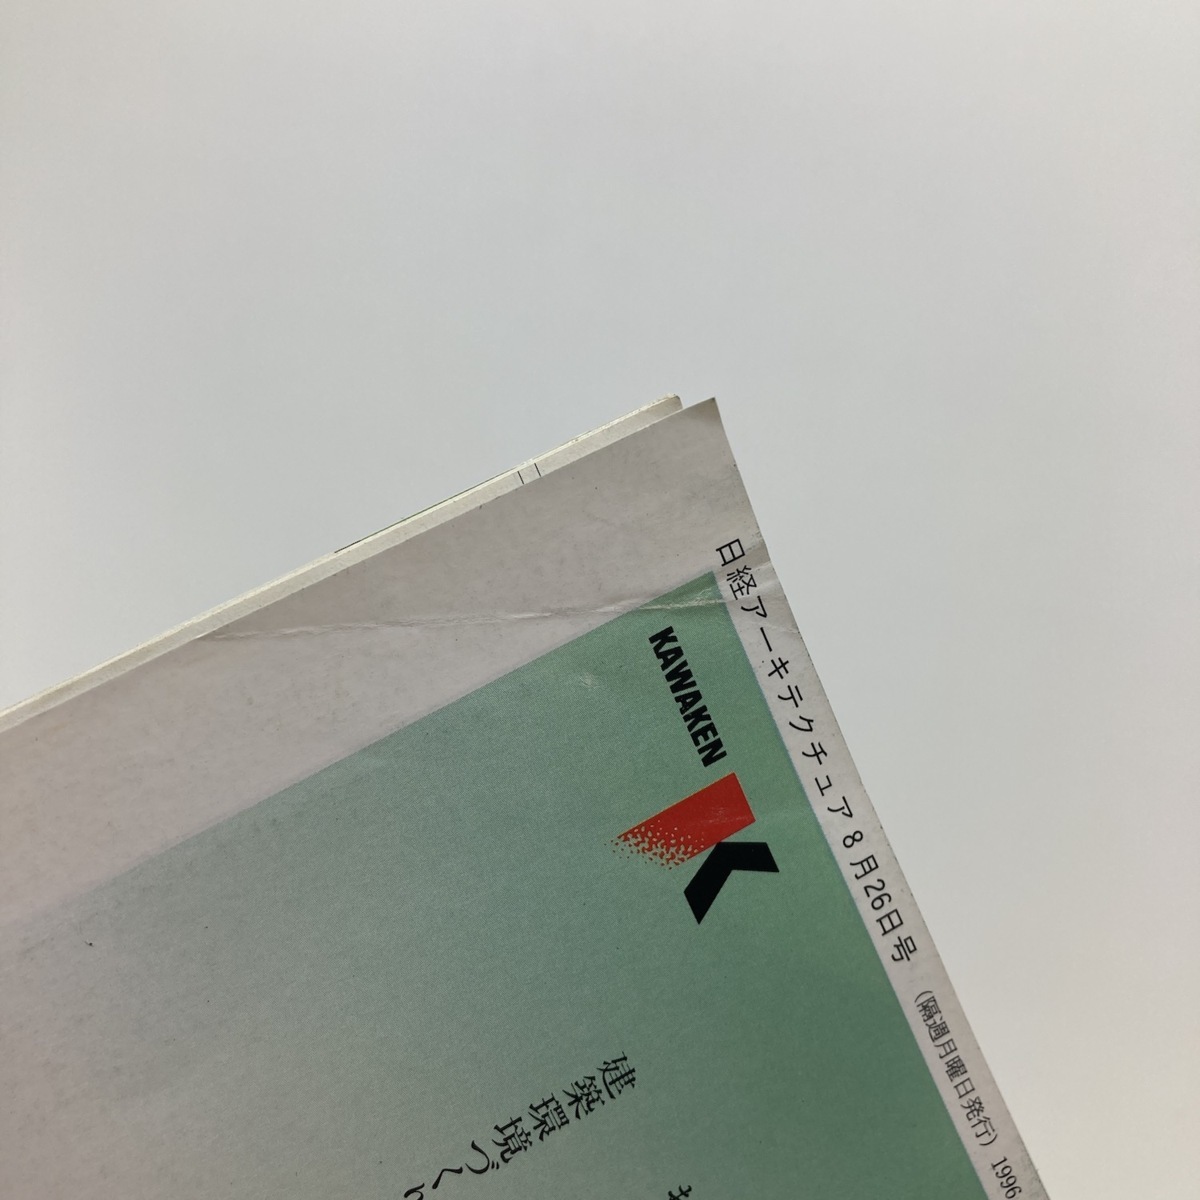 日経アーキテクチュア8月26日号 (隔週月曜日発行) 1996
KAWAKEN
建築環境づく